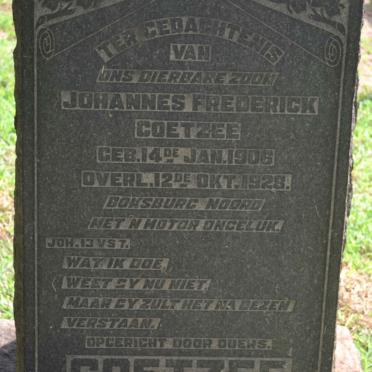 TER GEDACHTENIS
VAN
ONS DIERBARE ZOON
JOHANNES FREDERICK
COETZEE
GEB. 14DE JAN. 1906
OVERL. 12DE OKT. 1928.
BOKSBURG NOORD
MET 'N MOTOR ONGELUK.
JOH. 13 VS 7.
WAT IK DOE,
WEET GY NU NIET
MAAR GY ZULT HET NA DEZEN
VERSTAAN.
OPGERICHT DOOR OUERS.
COETZEE